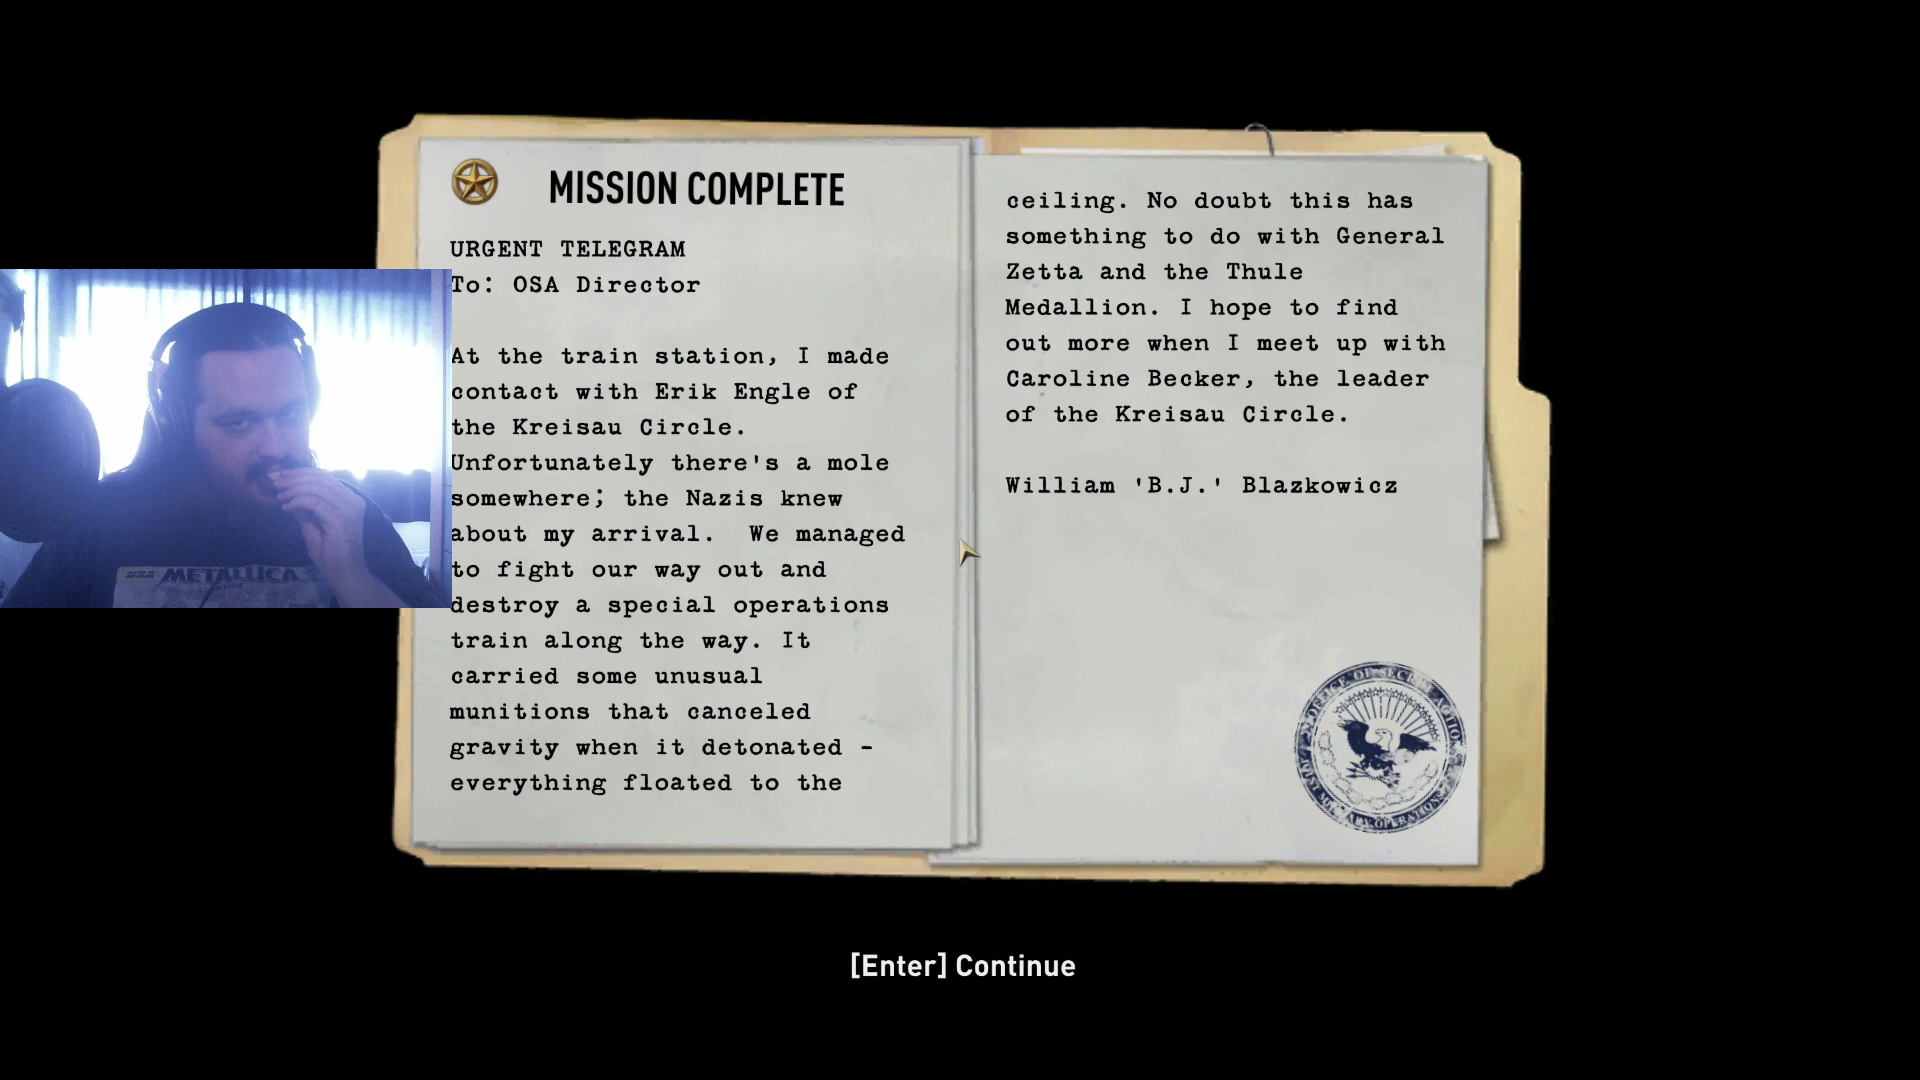 MISSION COMPLETE
URGENT TELEGRAM
To: OSA Director
At the train station, I made
contact with Erik Engle of
the Kreisau Circle.
Unfortunately there's a mole
somewhere; the Nazis knew
about my arrival.  We managed
to fight our way out and
destroy a special operations
train along the way. It
carried some unusual
munitions that canceled
gravity when it detonated -
everything floated to the
ceiling. No doubt this has
something to do with General
Zetta and the Thule
Medallion. I hope to find
out more when I meet up with
Caroline Becker, the leader
of the Kreisau Circle.
William 'B.J.' Blazkowicz
OFFICE OF SECRET ACTIONS
METALLICA
[Enter] Continue